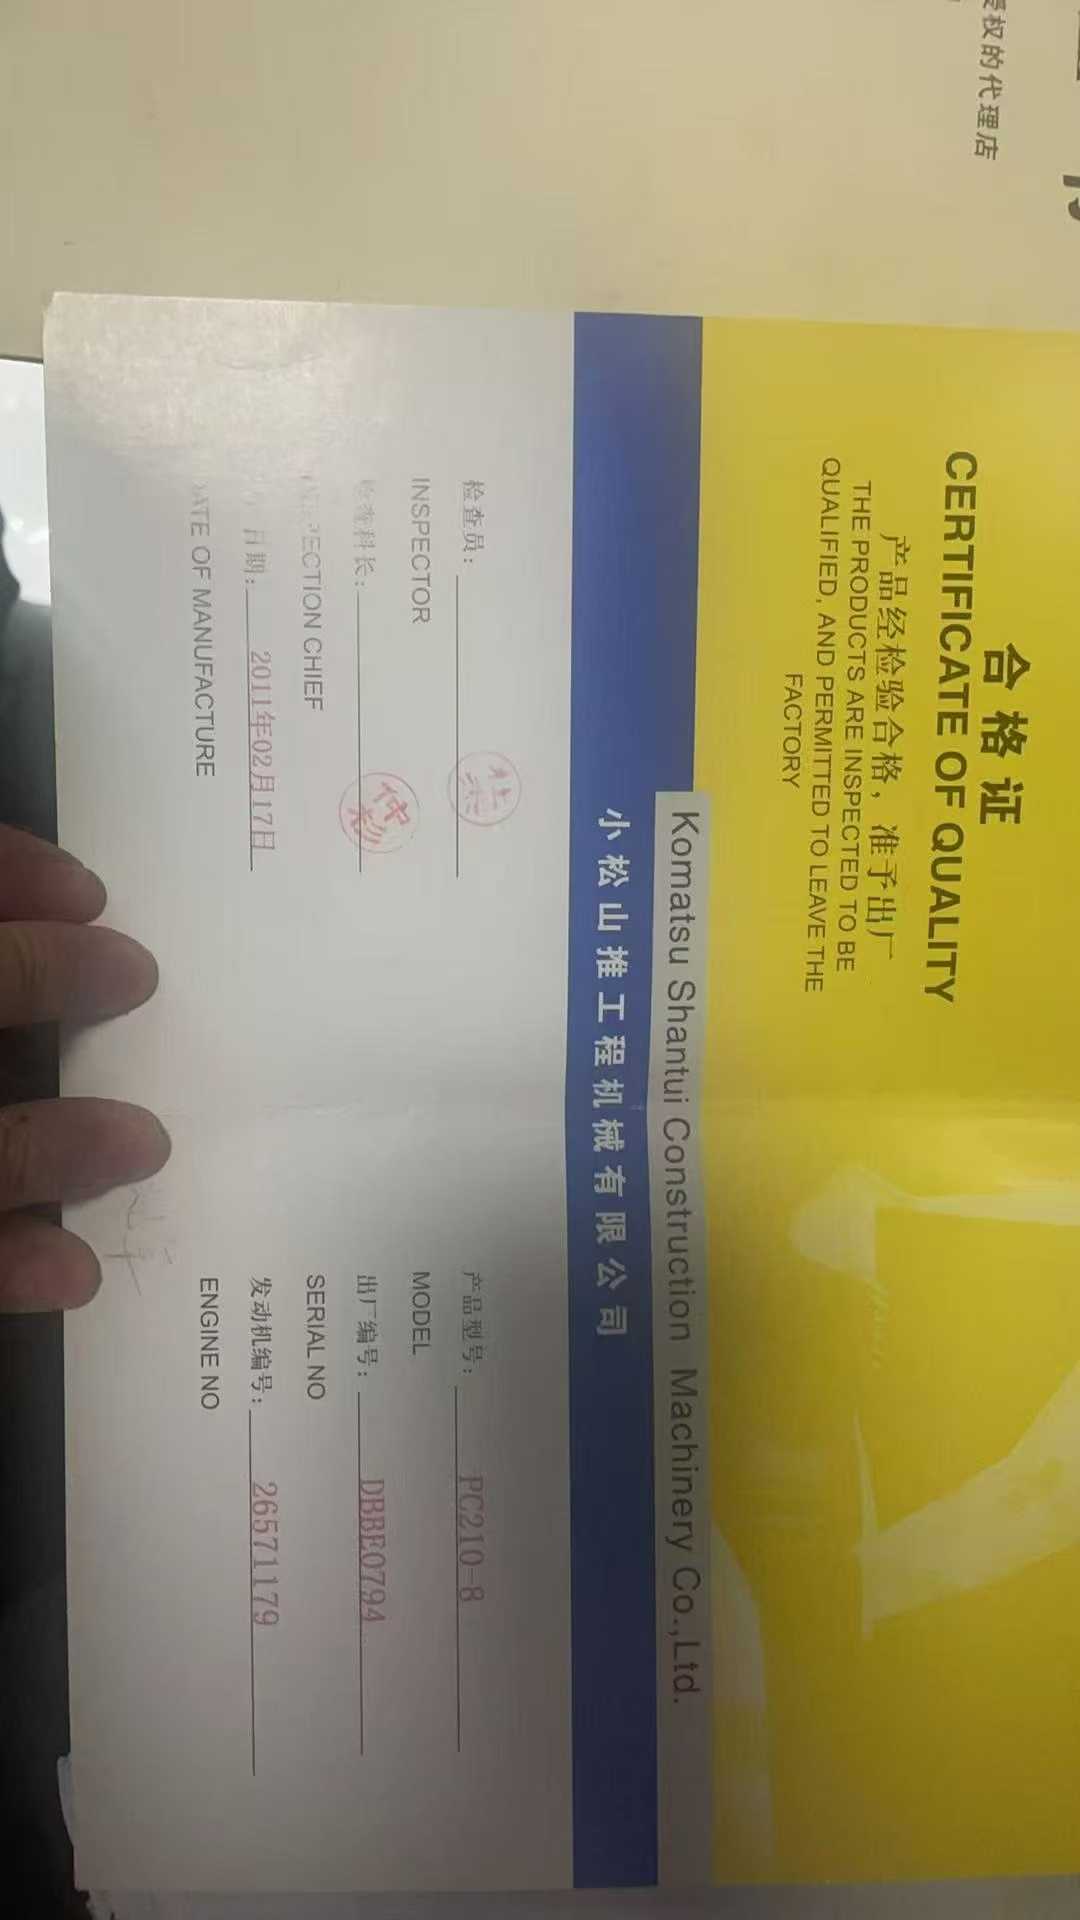 权的代理店
合格证
CERTIFICATE OF QUALITY
产品经检验合格，准予出厂
THE PRODUCTS ARE INSPECTED TO BE
QUALIFIED, AND PERMITTED TO LEAVE THE
FACTORY
Komatsu Shantui Construction Machinery Co.,Ltd.
小松山推工程机械有限公司
检查员：
INSPECTOR
检查科长：
ECTION CHIEF
日期： 2011年02月17日
ATE OF MANUFACTURE
产品型号： PC210-8
MODEL
出厂编号： DBBE0794
SERIAL NO
发动机编号： 26571179
ENGINE NO